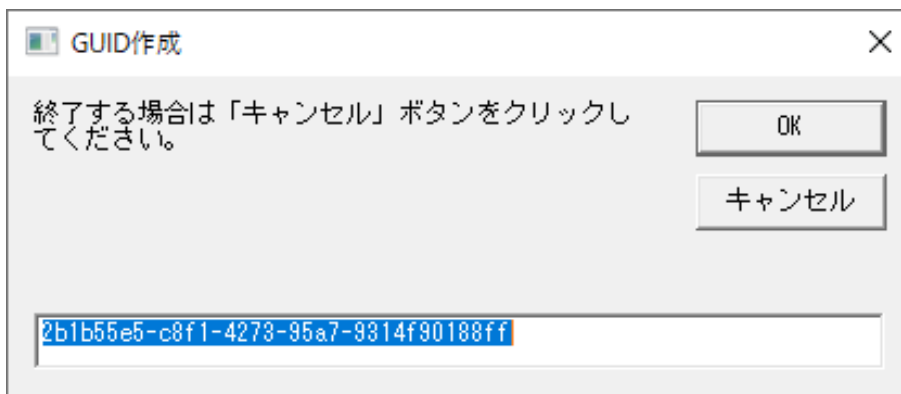 GUID作成
終了する場合は「キャンセル」ボタンをクリックし
てください。
OK
キャンセル
2b1b55e5-c8f1-4273-95a7-9314f90188ff